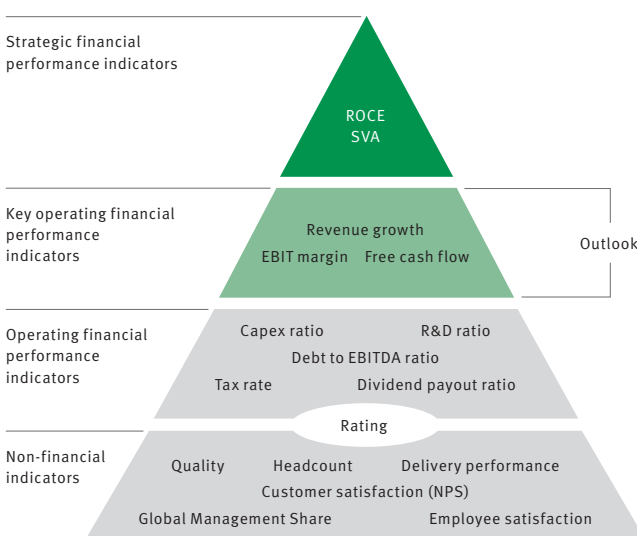 Strategic financial
performance indicators
ROCE
SVA
Key operating financial
performance
indicators
Revenue growth
EBIT margin Free cash flow
Outlook
Operating financial
performance
indicators
Capex ratio R&D ratio
Debt to EBITDA ratio
Tax rate Dividend payout ratio
Rating
Non-financial
indicators
Quality Headcount Delivery performance
Customer satisfaction (NPS)
Global Management Share Employee satisfaction